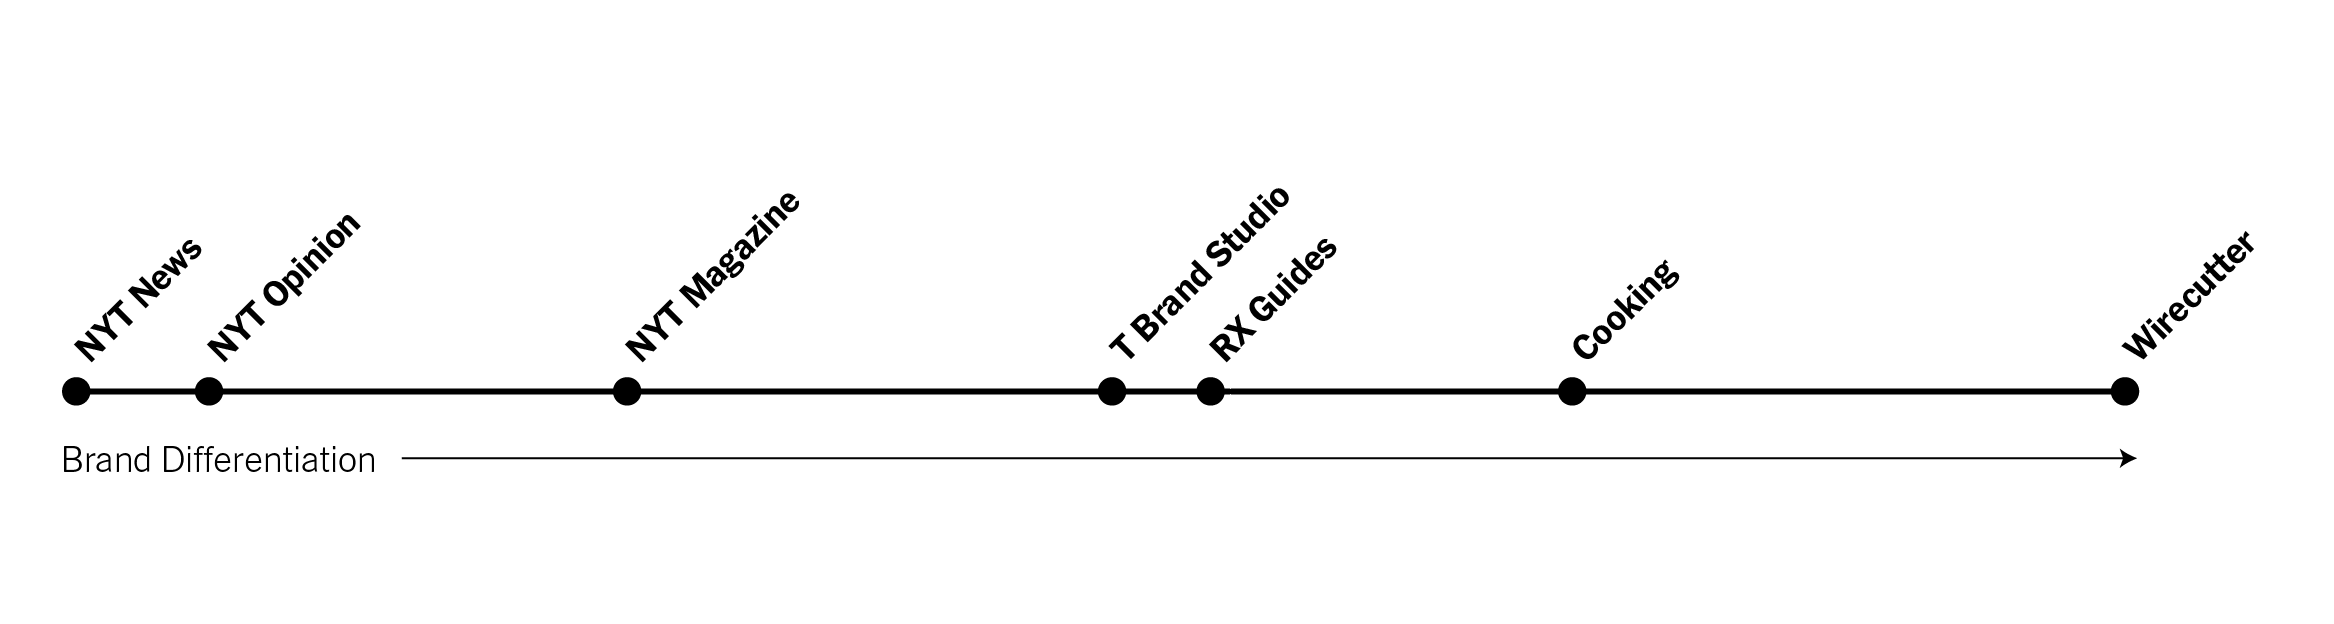 NYT News
NYT Opinion
NYT Magazine
T Brand Studio
RX Guides
Cooking
Wirecutter
Brand Differentiation